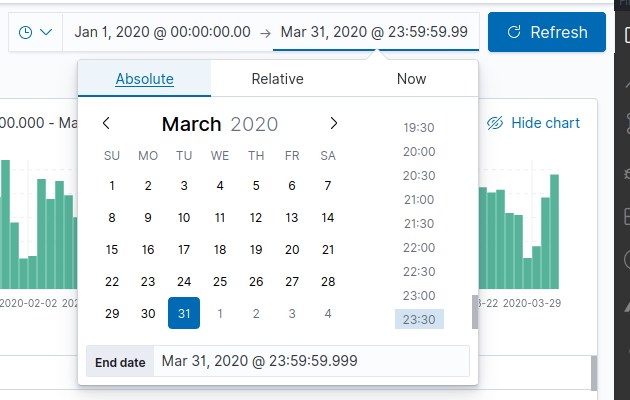 Jan 1, 2020 @ 00:00:00.00 → Mar 31, 2020 @ 23:59:59.99 Refresh
Absolute Relative Now
00.000 - Ma
Hide chart
March 2020
SU MO TU WE TH FR SA
1 2 3 4 5 6 7
8 9 10 11 12 13 14
15 16 17 18 19 20 21
22 23 24 25 26 27 28
29 30 31 1 2 3 4
19:30
20:00
20:30
21:00
21:30
22:00
22:30
23:00
23:30
2020-02-02 202
-22 2020-03-29
End date Mar 31, 2020 @ 23:59:59.999